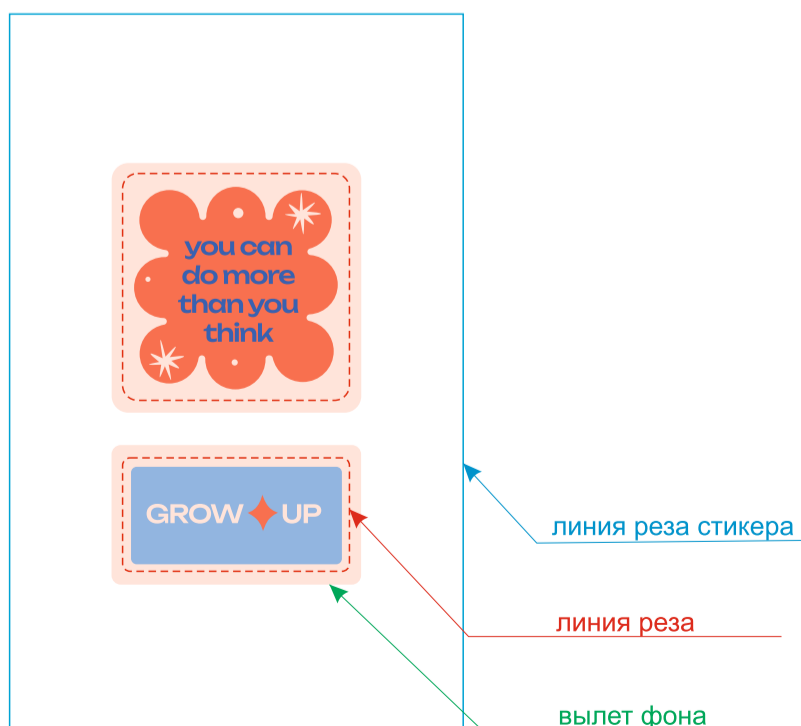 you can
do more
than you
think
GROW UP
линия реза стикера
линия реза
вылет фона